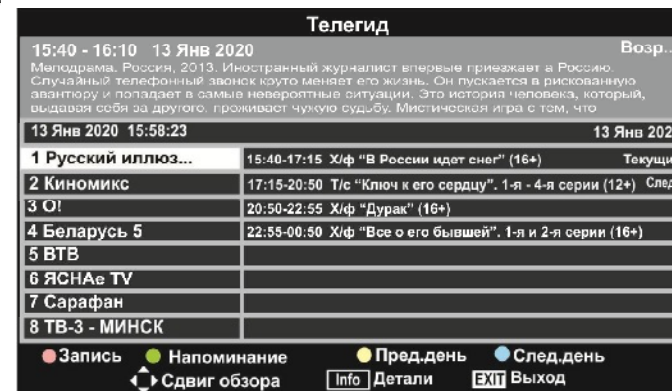 Телегид
15:40 - 16:10 13 Янв 2020 Возр...
Мелодрама. Россия, 2013. Иностранный журналист впервые приезжает в Россию.
Случайный телефонный звонок круто меняет его жизнь. Он пускается в рискованную
авантюру и попадает в самые невероятные ситуации. Это история человека, который,
выдавая себя за другого, проживает чужую судьбу. Мистическая игра с тем, что
13 Янв 2020 15:58:23 13 Янв 202
1 Русский иллюз... 15:40-17:15 Х/ф "В России идет снег" (16+) Текущи
2 Киномикс 17:15-20:50 Т/с "Ключ к его сердцу". 1-я - 4-я серии (12+) След
3 О! 20:50-22:55 Х/ф "Дурак" (16+)
4 Беларусь 5 22:55-00:50 Х/ф "Все о его бывшей". 1-я и 2-я серии (16+)
5 ВТВ
6 ЯСНАе TV
7 Сарафан
8 ТВ-3 - МИНСК
Запись Напоминание Пред.день След.день
Сдвиг обзора Info Детали EXIT Выход